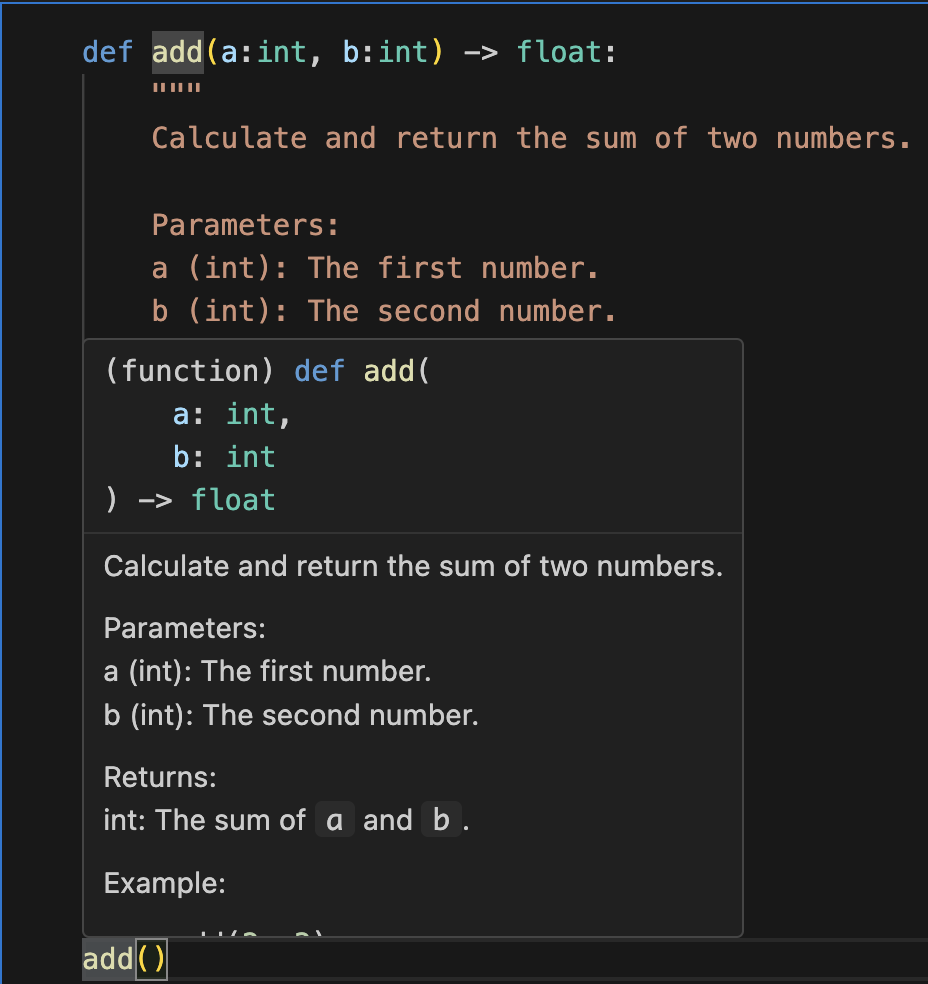 def add(a:int, b:int) -> float:
"""
Calculate and return the sum of two numbers.
Parameters:
a (int): The first number.
b (int): The second number.
(function) def add(
a: int,
b: int
) -> float
Calculate and return the sum of two numbers.
Parameters:
a (int): The first number.
b (int): The second number.
Returns:
int: The sum of a and b.
Example:
add()